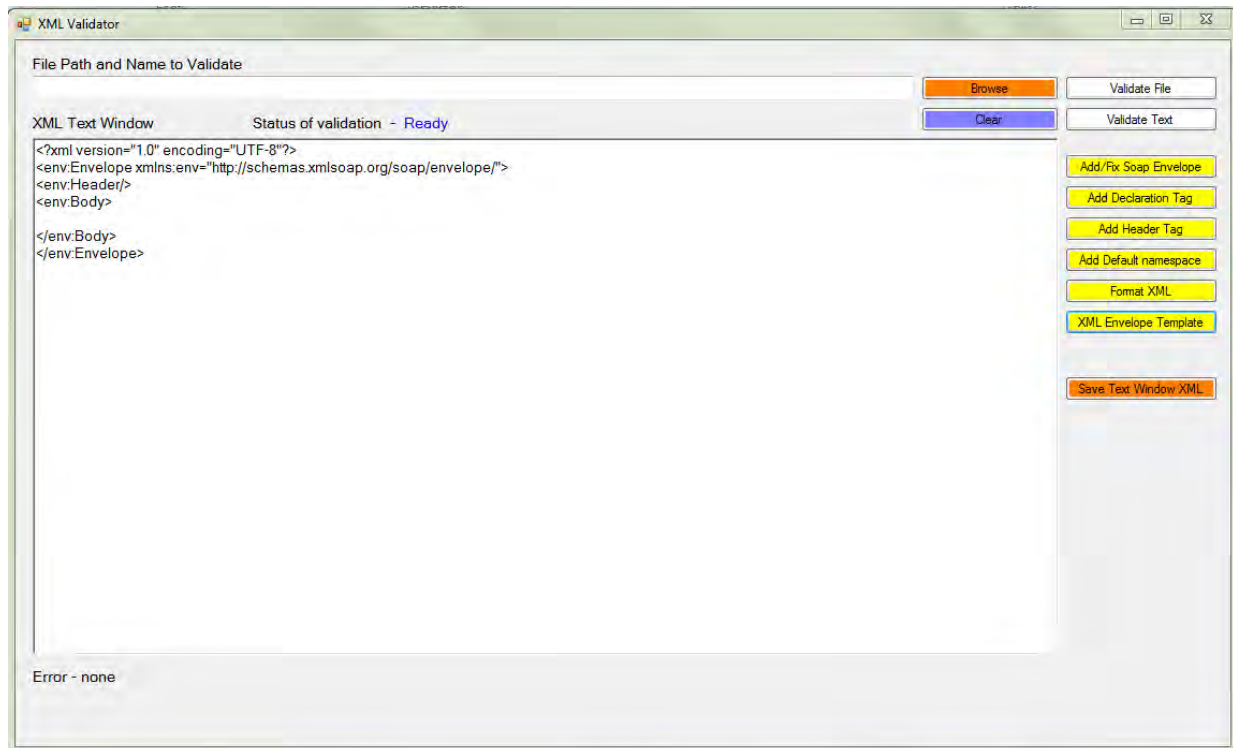 XML Validator
File Path and Name to Validate
Browse
Validate File
XML Text Window
Status of validation - Ready
Clear
Validate Text
<?xml version="1.0" encoding="UTF-8"?>
<env:Envelope xmlns:env="http://schemas.xmlsoap.org/soap/envelope/">
<env:Header/>
<env:Body>
</env:Body>
</env:Envelope>
Add/Fix Soap Envelope
Add Declaration Tag
Add Header Tag
Add Default namespace
Format XML
XML Envelope Template
Save Text Window XML
Error - none